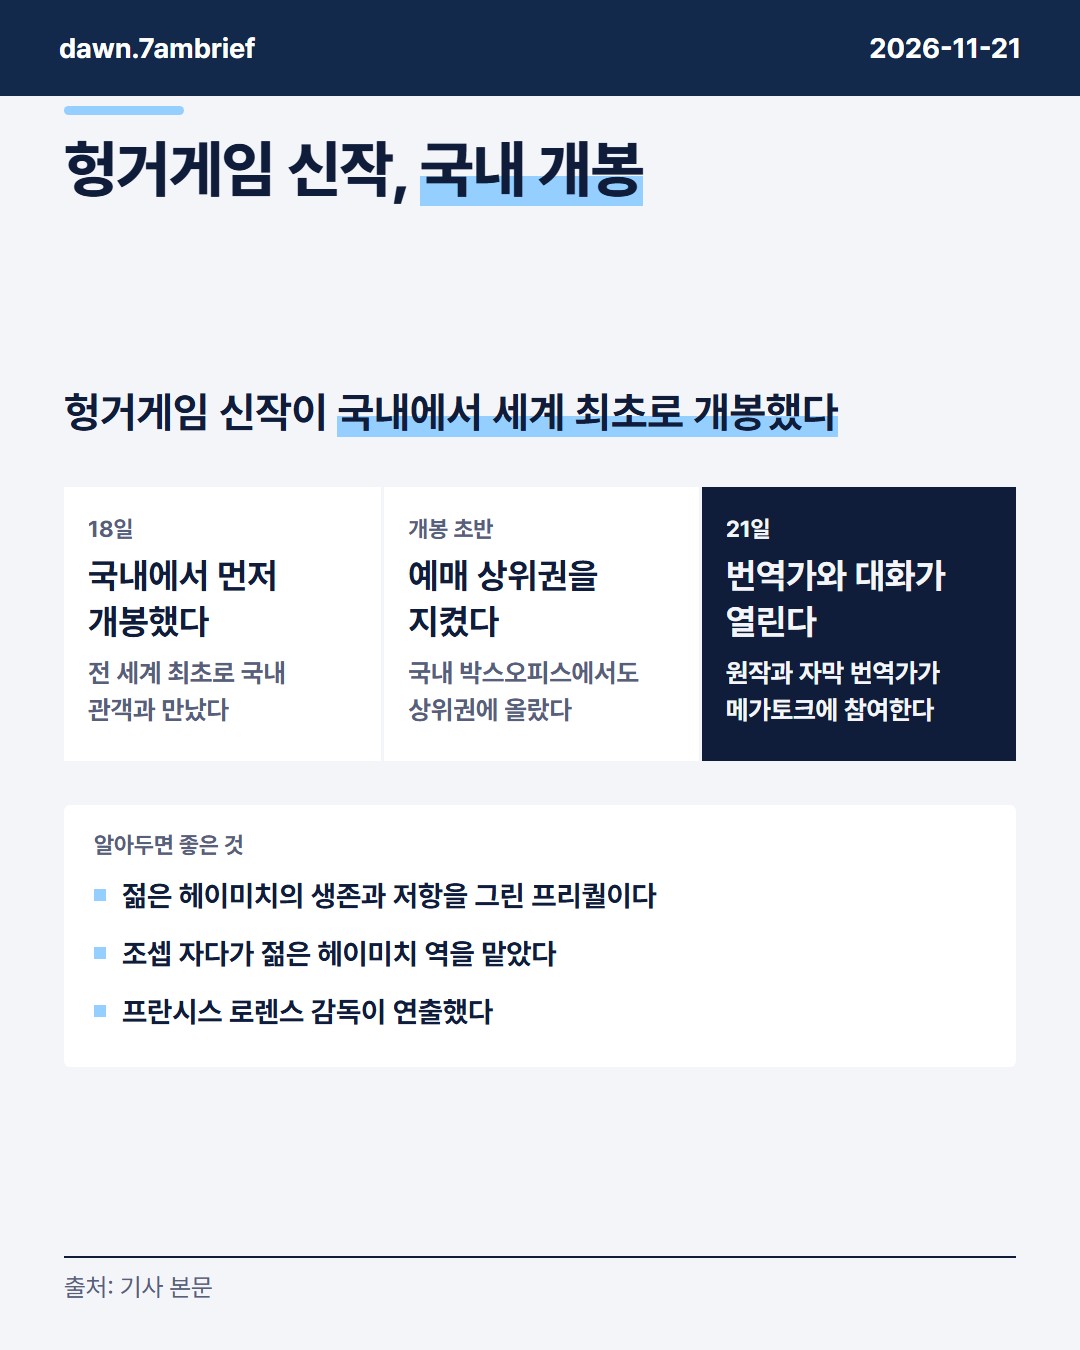 dawn.7ambrief
2026-11-21
헝거게임 신작, 국내 개봉
헝거게임 신작이 국내에서 세계 최초로 개봉했다
18일
국내에서 먼저
개봉했다
전 세계 최초로 국내
관객과 만났다
개봉 초반
예매 상위권을
지켰다
국내 박스오피스에서도
상위권에 올랐다
21일
번역가와 대화가
열린다
원작과 자막 번역가가
메가토크에 참여한다
알아두면 좋은 것
젊은 헤이미치의 생존과 저항을 그린 프리퀄이다
조셉 자다가 젊은 헤이미치 역을 맡았다
프란시스 로렌스 감독이 연출했다
출처: 기사 본문